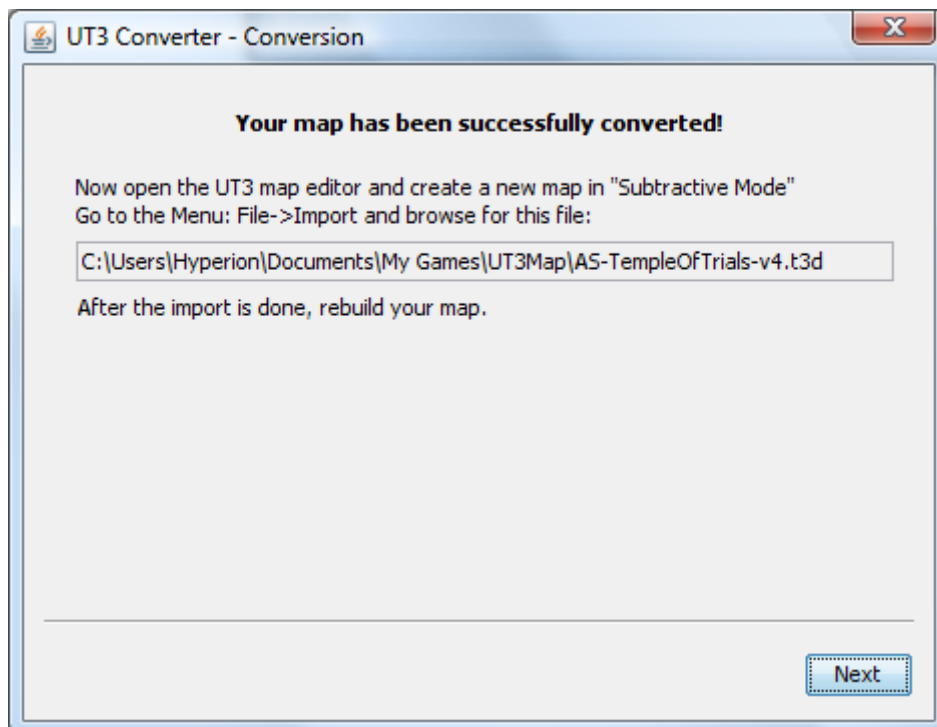 UT3 Converter - Conversion
Your map has been successfully converted!
Now open the UT3 map editor and create a new map in "Subtractive Mode"
Go to the Menu: File->Import and browse for this file:
C:\Users\Hyperion\Documents\My Games\UT3Map\AS-TempleOfTrials-v4.t3d
After the import is done, rebuild your map.
Next